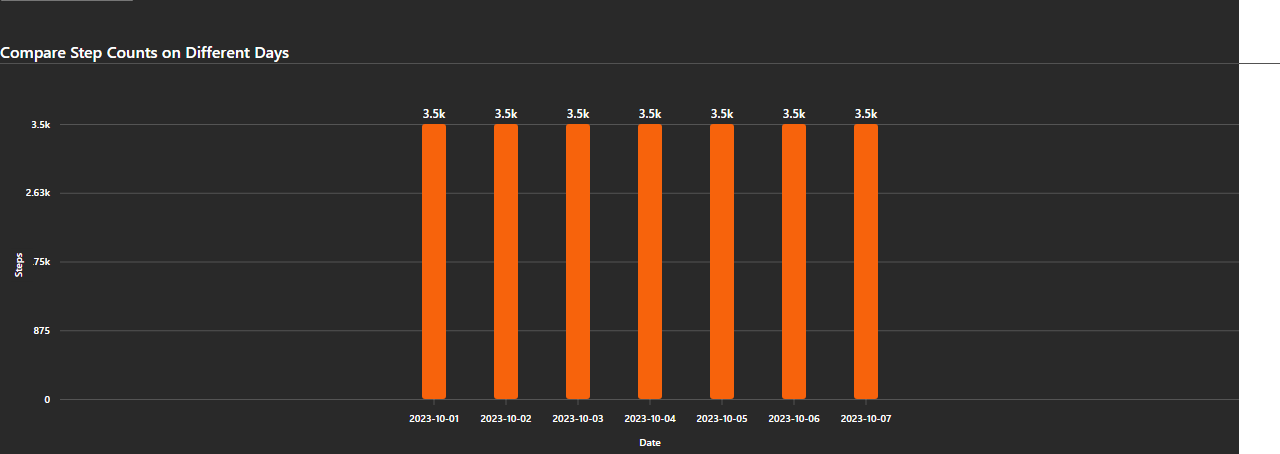 Compare Step Counts on Different Days
3.5k 3.5k 3.5k 3.5k 3.5k 3.5k 3.5k
3.5k
2.63k
.75k
875
0
Steps
2023-10-01 2023-10-02 2023-10-03 2023-10-04 2023-10-05 2023-10-06 2023-10-07
Date